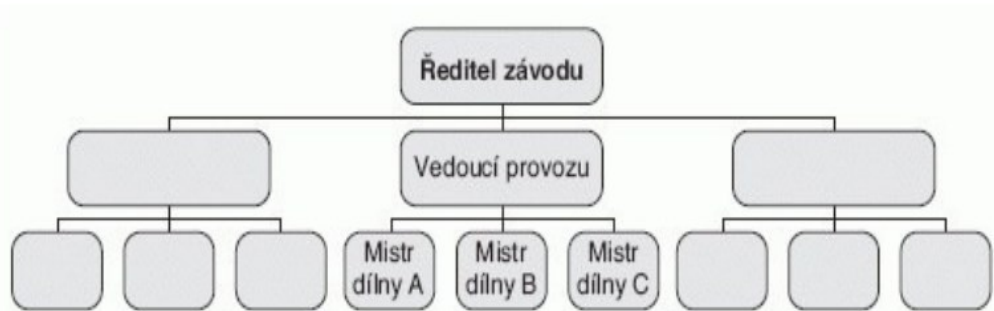 Ředitel závodu
Vedoucí provozu
Mistr
dílny A
Mistr
dílny B
Mistr
dílny C